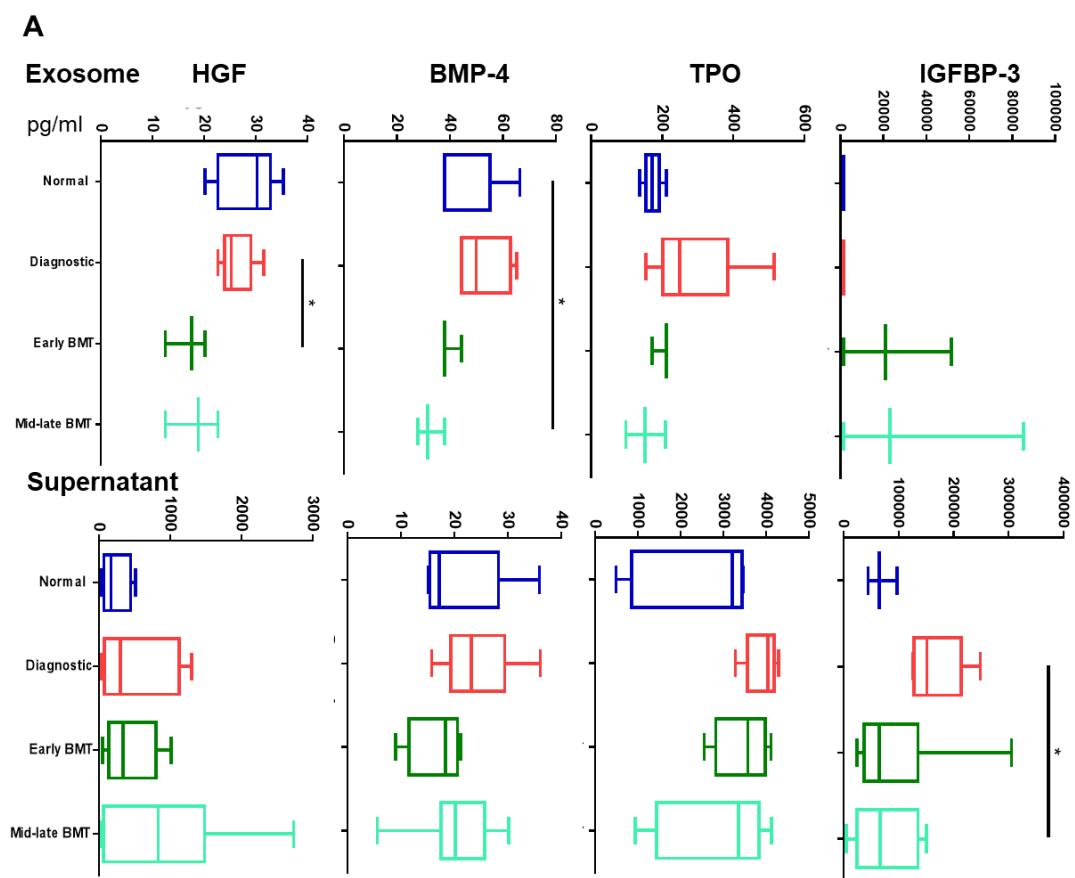 A
Exosome HGF BMP-4 TPO IGFBP-3
pg/ml
0 10 20 30 40
0 20 40 60 80
0 200 400 600
0 20000 40000 60000 80000 100000
Normal
Diagnostic
Early BMT
Mid-late BMT
*
*
Supernatant
0 1000 2000 3000
0 10 20 30 40
0 1000 2000 3000 4000 5000
0 100000 200000 300000 400000
Normal
Diagnostic
Early BMT
Mid-late BMT
*